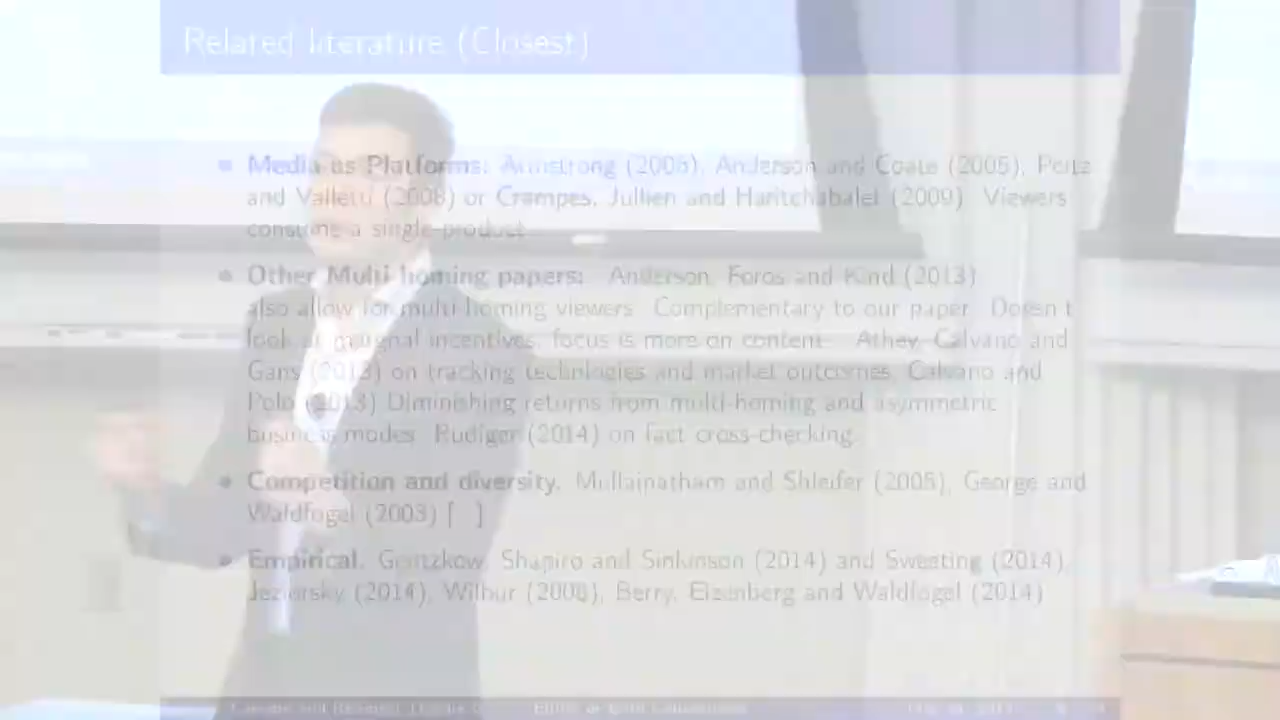 Related literature (Closest)
Media as Platforms: Armstrong (2006), Anderson and Coate (2005), Peitz
and Valletti (2008) or Crampes, Jullien and Haritchabalet (2009). Viewers
consume a single-product
Other Multi homing papers: Anderson, Foros and Kind (2013)
also allow for multi homing viewers. Complementary to our paper. Doesn't
look at marginal incentives, focus is more on content. Athey, Calvano and
Gans (2013) on tracking technologies and market outcomes. Calvano and
Polo (2013) Diminishing returns from multi-homing and asymmetric
business modes. Rudiger (2014) on fact cross-checking.
Competition and diversity. Mullainatham and Shleifer (2005), George and
Waldfogel (2003) [...]
Empirical. Gentzkow, Shapiro and Sinkinson (2014) and Sweeting (2014),
Jeziorsky (2014), Wilbur (2008), Berry, Eizenberg and Waldfogel (2014)